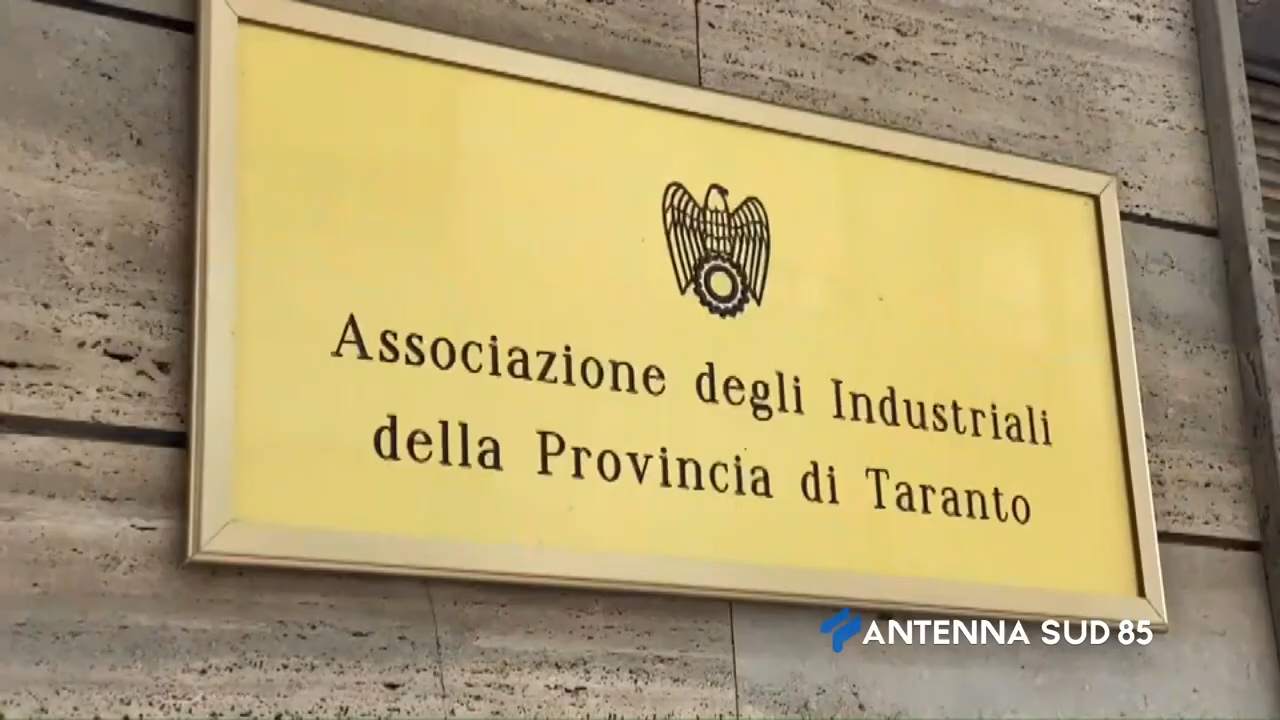 Associazione degli Industriali
della Provincia di Taranto
ANTENNA SUD 85